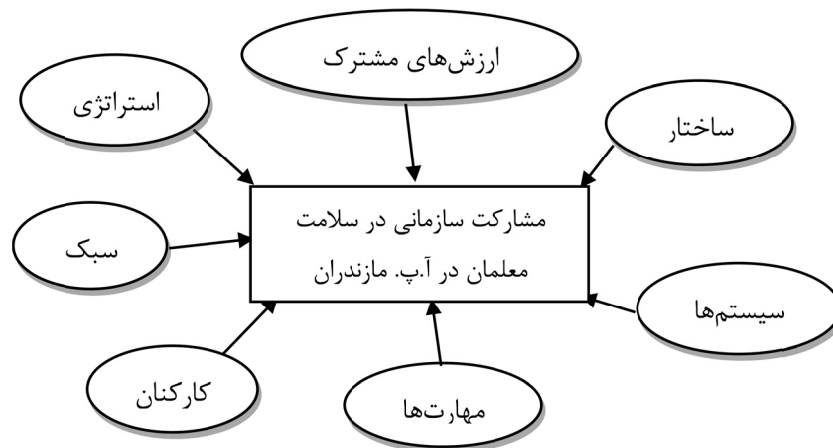 ارزش‌های مشترک
استراتژی
ساختار
مشارکت سازمانی در سلامت
معلمان در آ.پ. مازندران
سبک
سیستم‌ها
کارکنان
مهارت‌ها